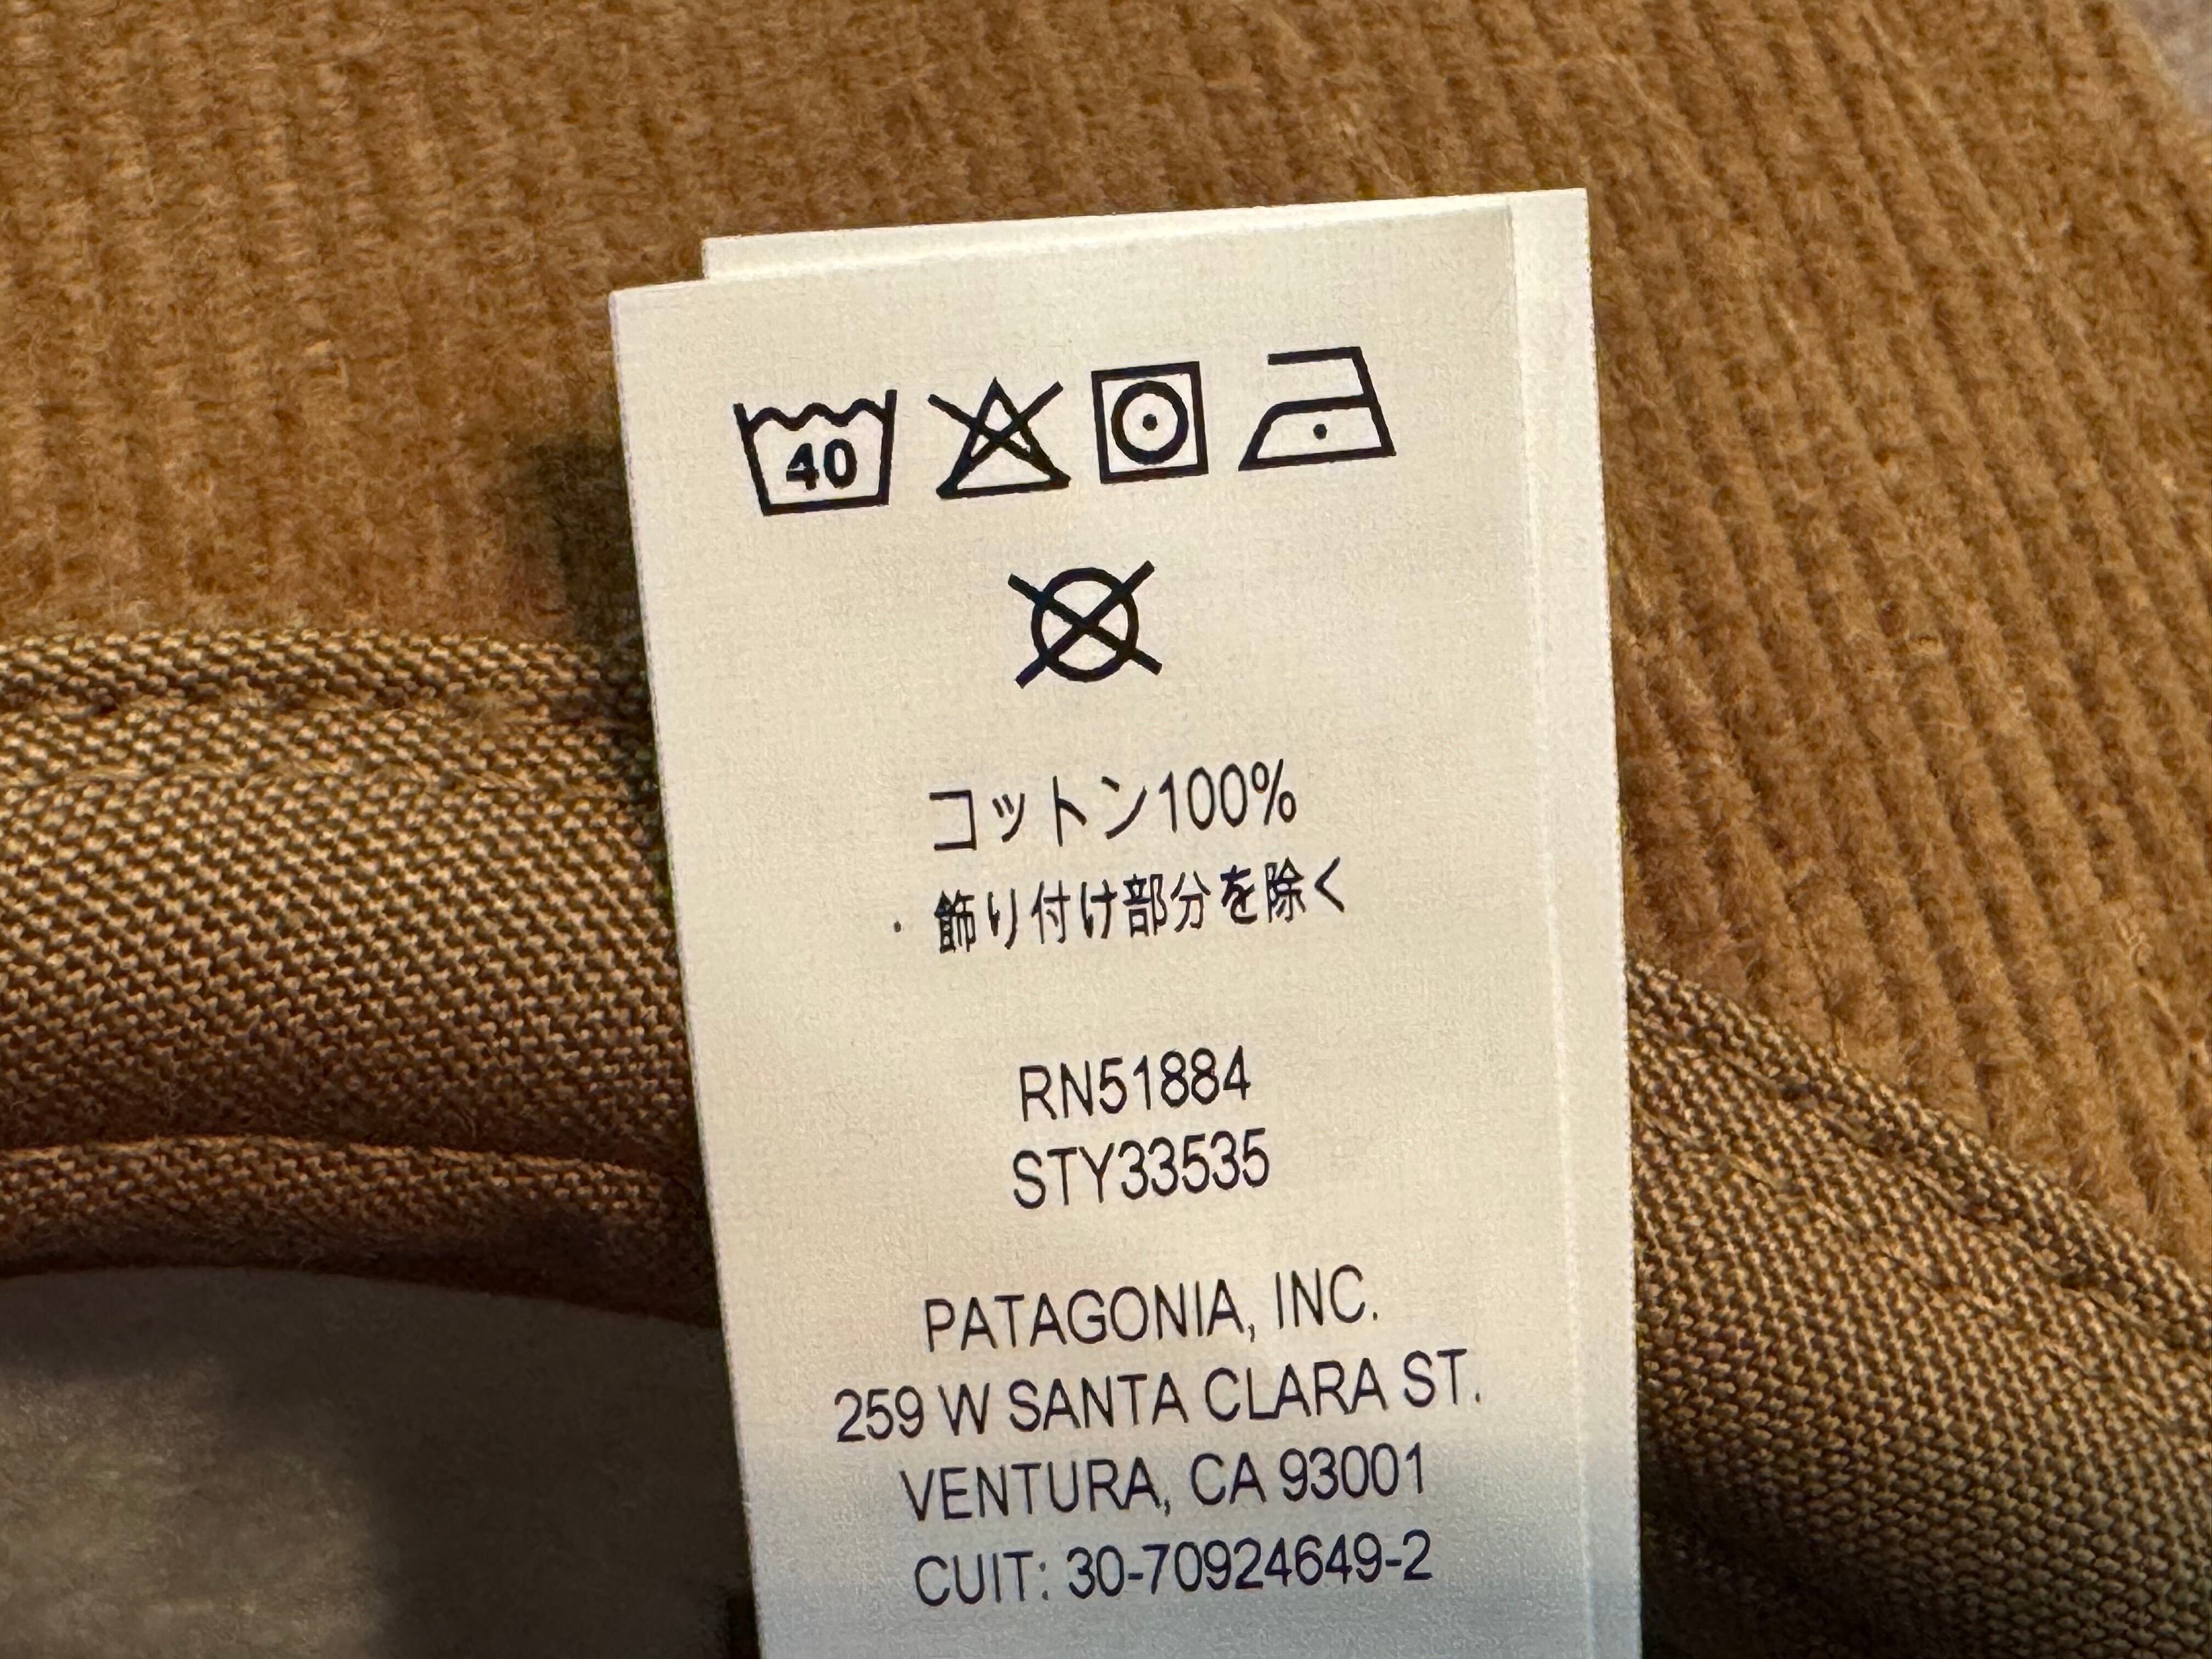 40
コットン100%
・飾り付け部分を除く
RN51884
STY33535
PATAGONIA, INC.
259 W SANTA CLARA ST.
VENTURA, CA 93001
CUIT: 30-70924649-2